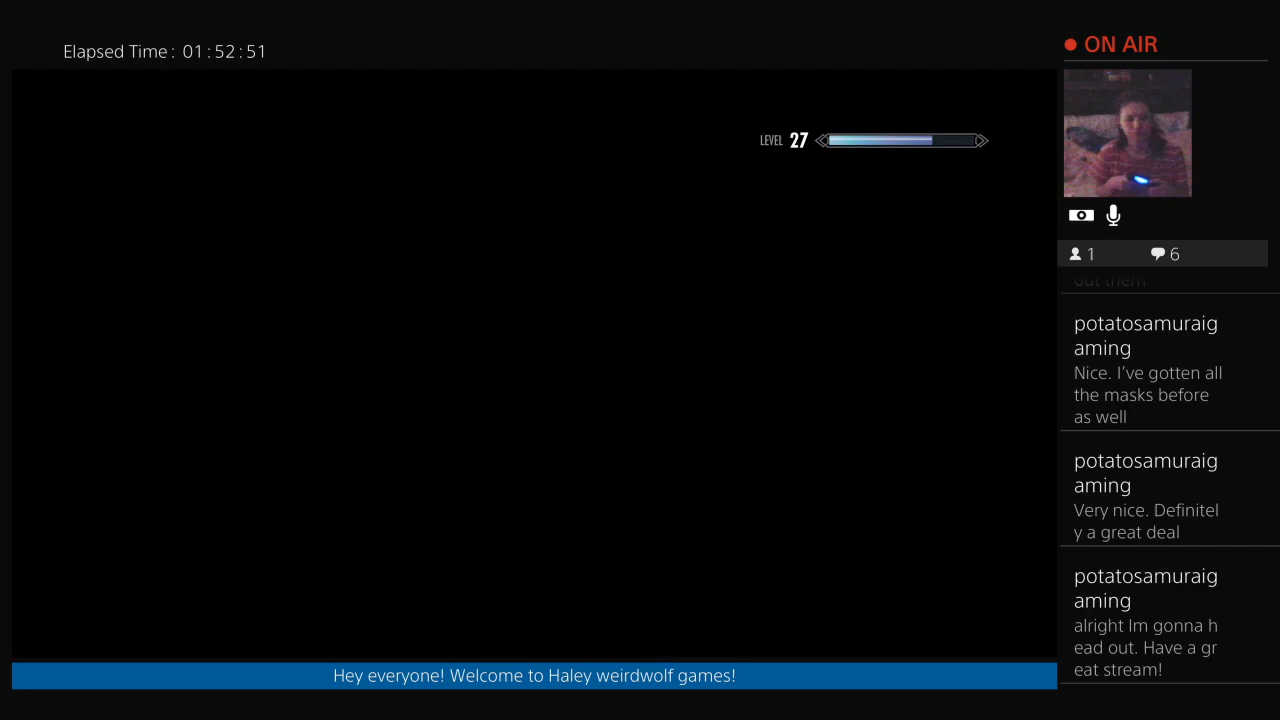 Elapsed Time: 01:52:51
ON AIR
LEVEL 27
1 6
out them
potatosamuraig
aming
Nice. I've gotten all
the masks before
as well
potatosamuraig
aming
Very nice. Definitel
y a great deal
potatosamuraig
aming
alright Im gonna h
ead out. Have a gr
eat stream!
Hey everyone! Welcome to Haley weirdwolf games!